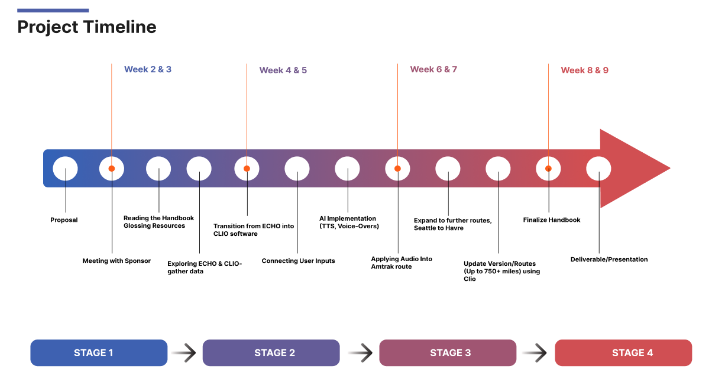 Project Timeline
Week 2 & 3
Week 4 & 5
Week 6 & 7
Week 8 & 9
Proposal
Meeting with Sponsor
Reading the Handbook
Glossing Resources
Exploring ECHO & CLIO-
gather data
Transition from ECHO into
CLIO software
Connecting User Inputs
AI Implementation
(TTS, Voice-Overs)
Applying Audio Into
Amtrak route
Expand to further routes,
Seattle to Havre
Update Version/Routes
(Up to 750+ miles) using
Clio
Finalize Handbook
Deliverable/Presentation
STAGE 1
STAGE 2
STAGE 3
STAGE 4